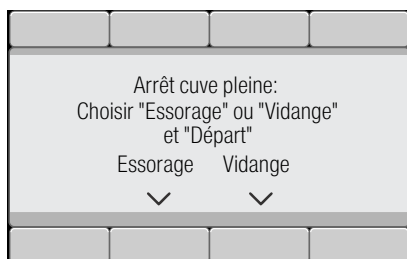 Arrêt cuve pleine:
Choisir "Essorage" ou "Vidange"
et "Départ"
Essorage Vidange